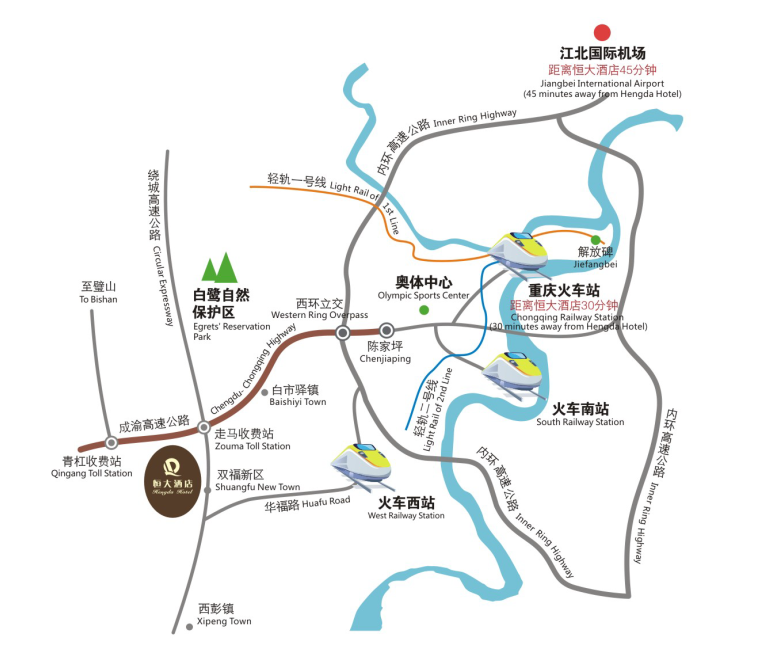 江北国际机场
距离恒大酒店45分钟
Jiangbei International Airport
(45 minutes away from Hengda Hotel)
内环高速公路 Inner Ring Highway
轻轨一号线 Light Rail of 1st Line
绕城高速公路 Circular Expressway
解放碑
Jiefangbei
至璧山
To Bishan
白鹭自然
保护区
Egrets' Reservation
Park
奥体中心
Olympic Sports Center
重庆火车站
距离恒大酒店30分钟
Chongqing Railway Station
(30 minutes away from Hengda Hotel)
西环立交
Western Ring Overpass
陈家坪
Chenjiaping
Chengdu- Chongqing Highway
白市驿镇
Baishiyi Town
轻轨二号线
Light Rail of 2nd Line
火车南站
South Railway Station
成渝高速公路
走马收费站
Zouma Toll Station
青杠收费站
Qingang Toll Station
恒大酒店
Hengda Hotel
双福新区
Shuangfu New Town
华福路 Huafu Road
火车西站
West Railway Station
内环高速公路 Inner Ring Highway
内环高速公路 Inner Ring Highway
西彭镇
Xipeng Town